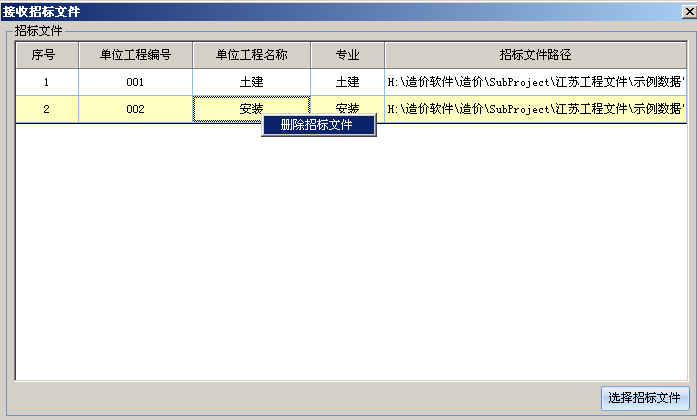 接收招标文件
招标文件
序号 单位工程编号 单位工程名称 专业 招标文件路径
1 001 土建 土建 H:\造价软件\造价\SubProject\江苏工程文件\示例数据
2 002 安装 安装 H:\造价软件\造价\SubProject\江苏工程文件\示例数据
删除招标文件
选择招标文件